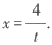 x = 4/t.